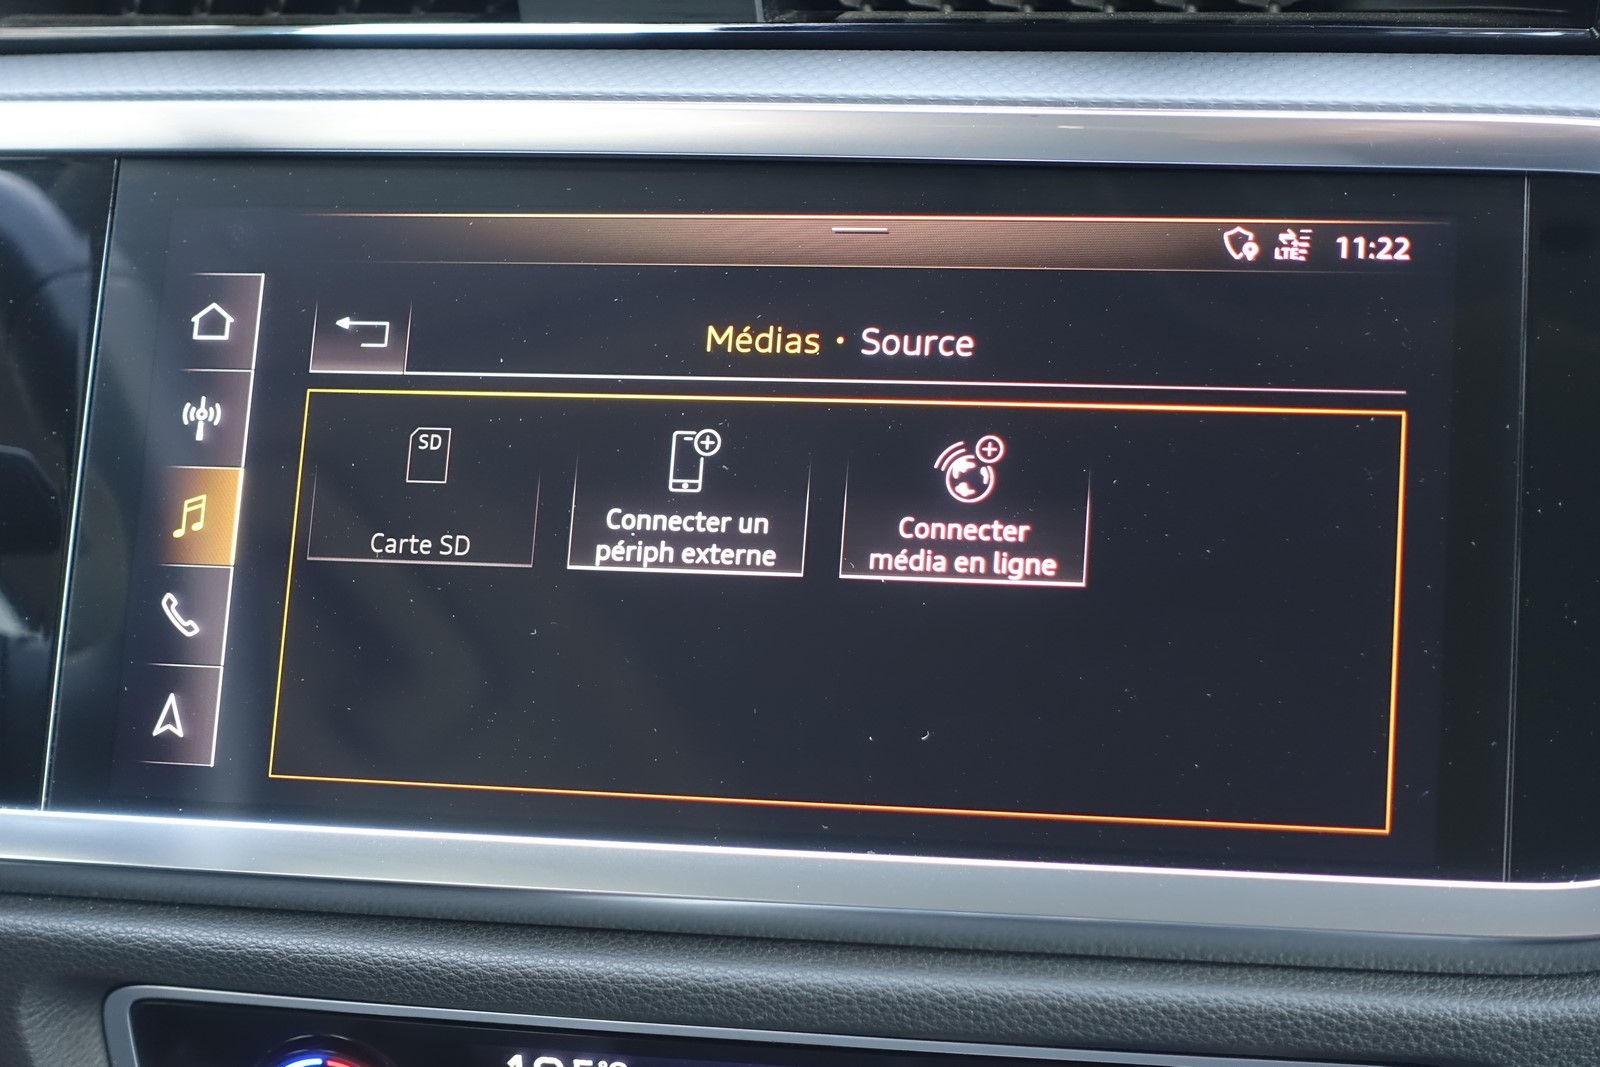 LTE 11:22
Médias · Source
SD
Carte SD
Connecter un
périph externe
Connecter
média en ligne